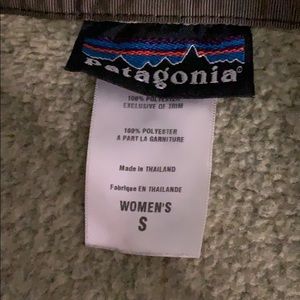 patagonia®
100% POLYESTER
EXCLUSIVE OF TRIM
100% POLYESTER
A PART LA GARNITURE
Made in THAILAND
Fabriqué en THAILANDE
WOMEN'S
S